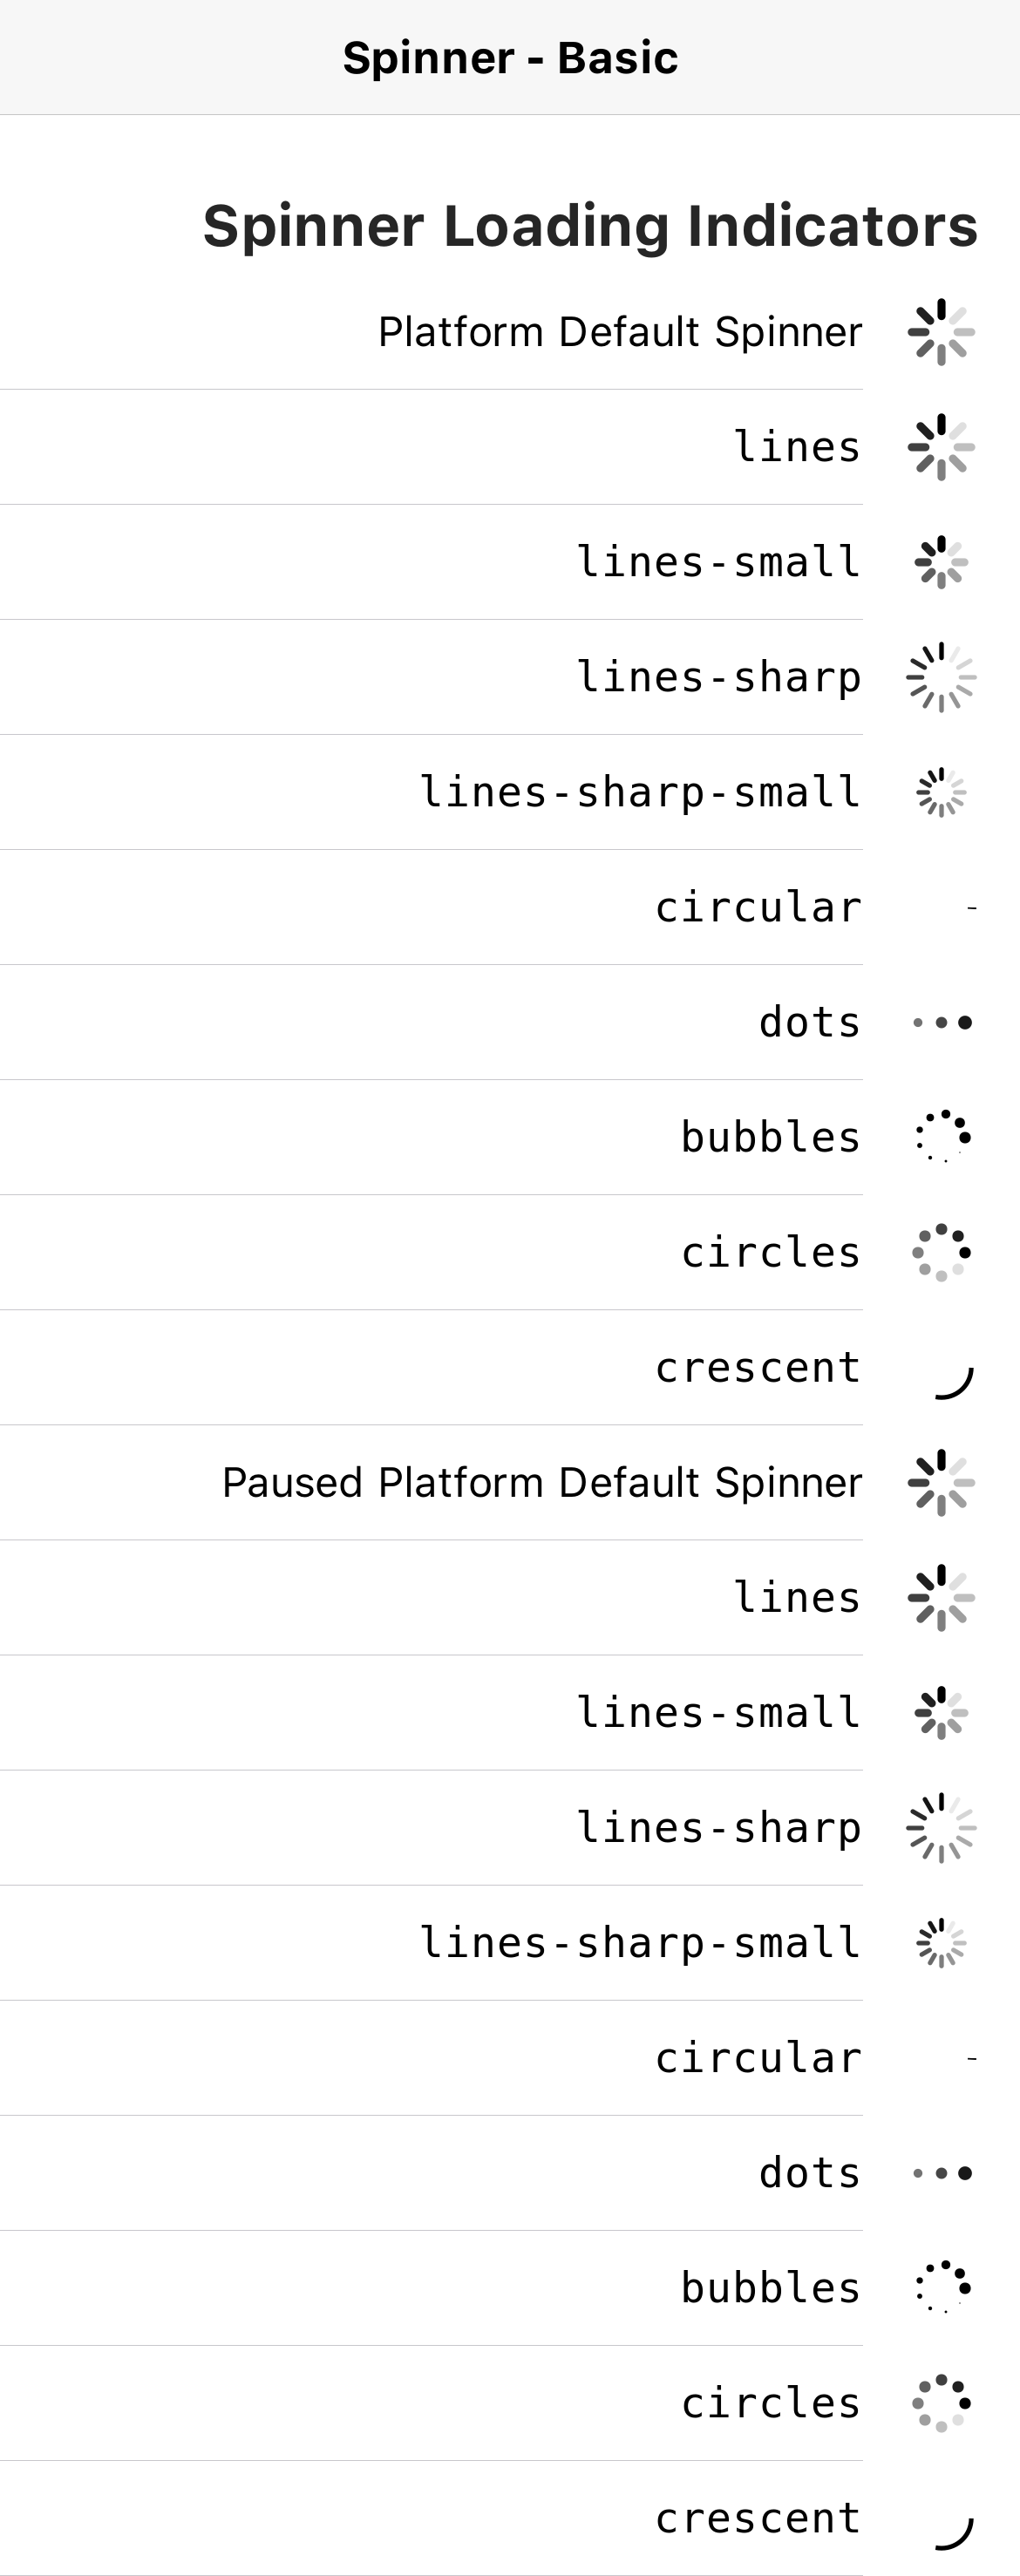 Spinner - Basic
Spinner Loading Indicators
Platform Default Spinner
lines
lines-small
lines-sharp
lines-sharp-small
circular
dots
bubbles
circles
crescent
Paused Platform Default Spinner
lines
lines-small
lines-sharp
lines-sharp-small
circular
dots
bubbles
circles
crescent